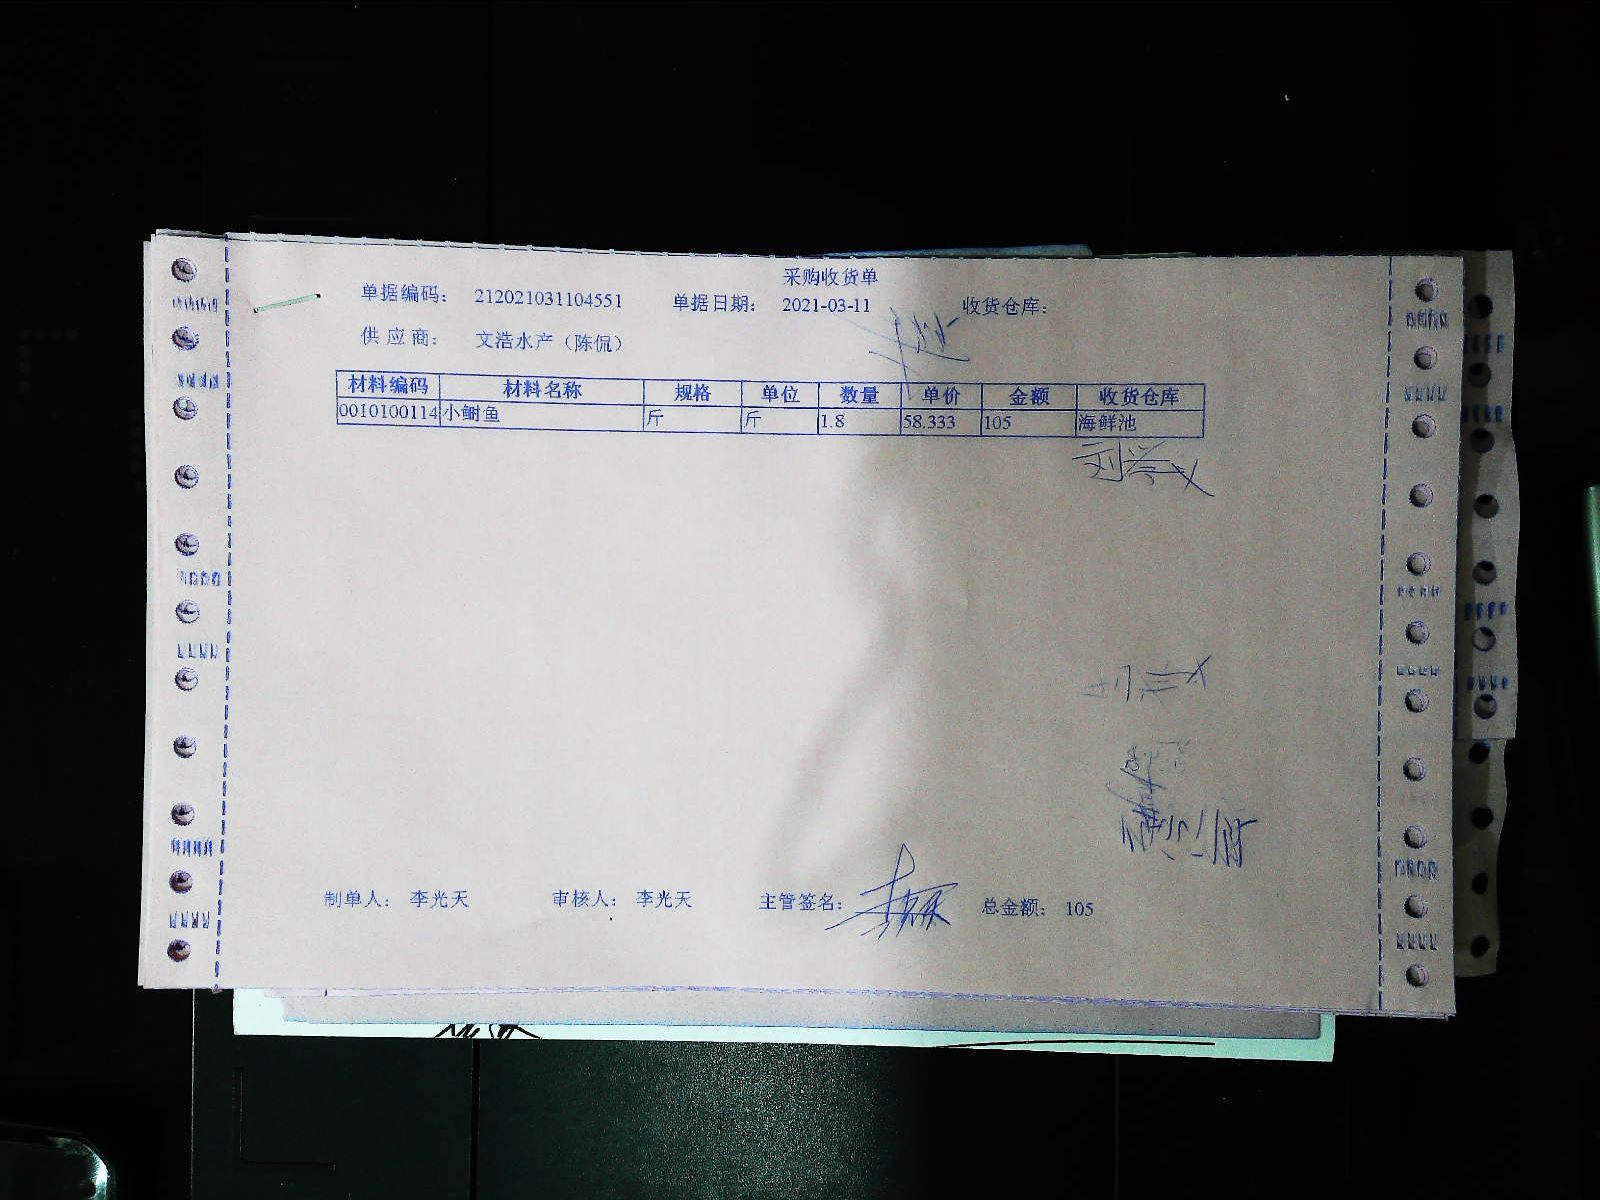 采购收货单
单据编码： 212021031104551 单据日期： 2021-03-11 收货仓库：
供 应 商： 文浩水产（陈侃）
材料编码 材料名称 规格 单位 数量 单价 金额 收货仓库
0010100114 小鲥鱼 斤 斤 1.8 58.333 105 海鲜池
制单人： 李光天 审核人： 李光天 主管签名： 总金额： 105